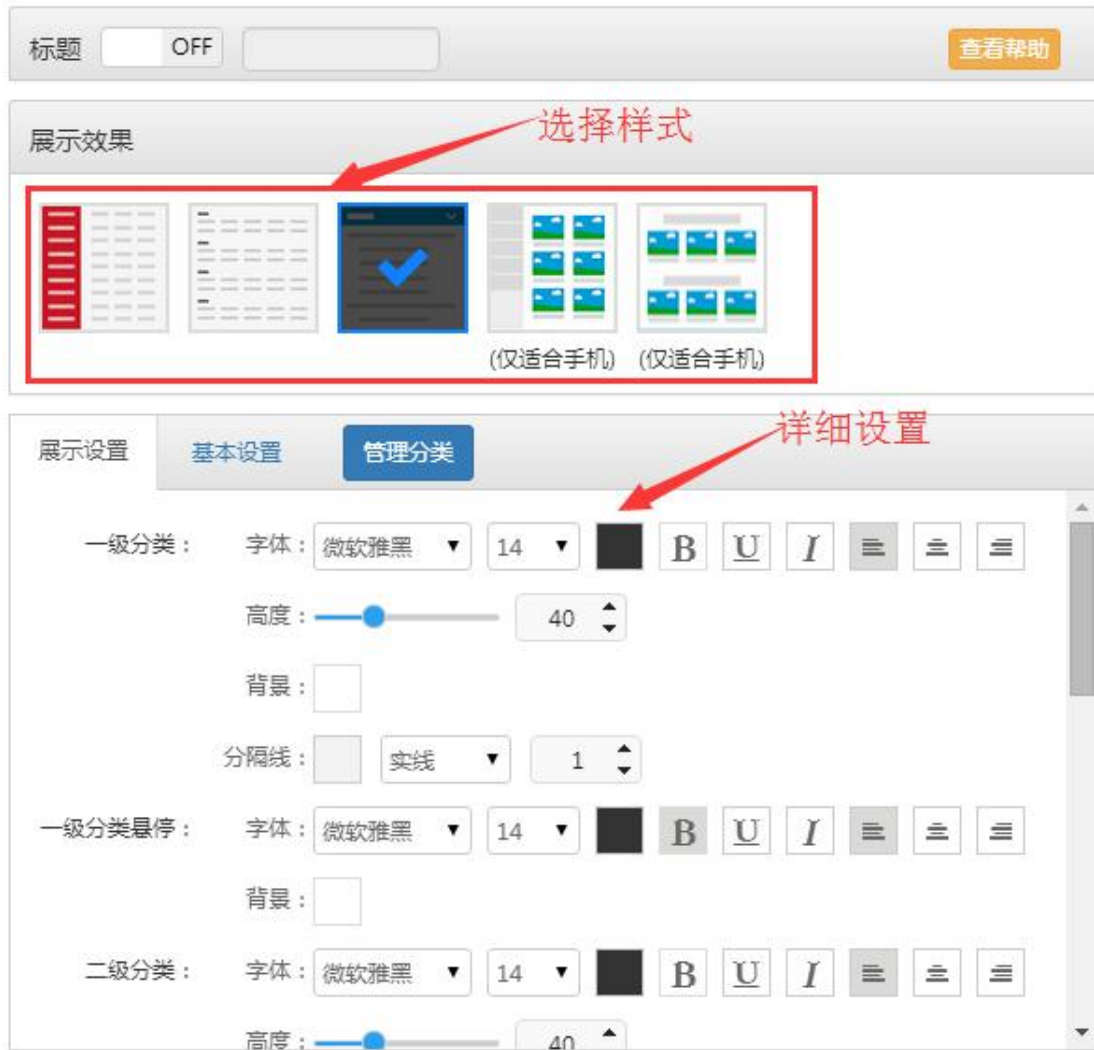 标题 OFF 查看帮助
展示效果 选择样式
(仅适合手机) (仅适合手机)
详细设置
展示设置 基本设置 管理分类
一级分类: 字体: 微软雅黑 14 B U I
高度: 40
背景:
分隔线: 实线 1
一级分类悬停: 字体: 微软雅黑 14 B U I
背景:
二级分类: 字体: 微软雅黑 14 B U I
高度: 40